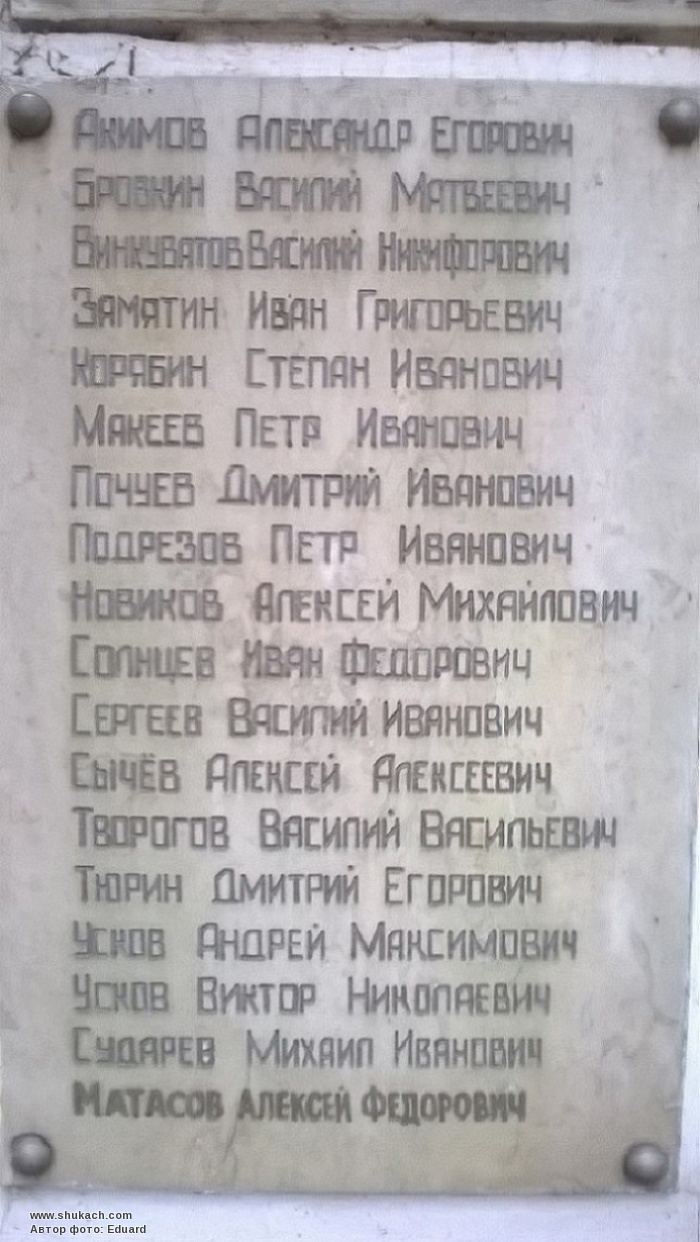 Акимов Александр Егорович
Бровкин Василий Матвеевич
Винкуватов Василий Никифорович
Замятин Иван Григорьевич
Корябин Степан Иванович
Макеев Петр Иванович
Почуев Дмитрий Иванович
Подрезов Петр Иванович
Новиков Алексей Михайлович
Солнцев Иван Федорович
Сергеев Василий Иванович
Сычёв Алексей Алексеевич
Творогов Василий Васильевич
Тюрин Дмитрий Егорович
Усков Андрей Максимович
Усков Виктор Николаевич
Сударев Михаил Иванович
Матасов Алексей Федорович
www.shukach.com
Автор фото: Eduard